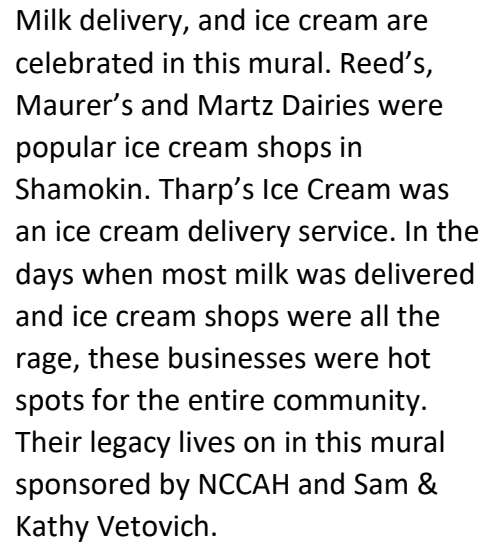 Milk delivery, and ice cream are
celebrated in this mural. Reed’s,
Maurer’s and Martz Dairies were
popular ice cream shops in
Shamokin. Tharp’s Ice Cream was
an ice cream delivery service. In the
days when most milk was delivered
and ice cream shops were all the
rage, these businesses were hot
spots for the entire community.
Their legacy lives on in this mural
sponsored by NCCAH and Sam &
Kathy Vetovich.